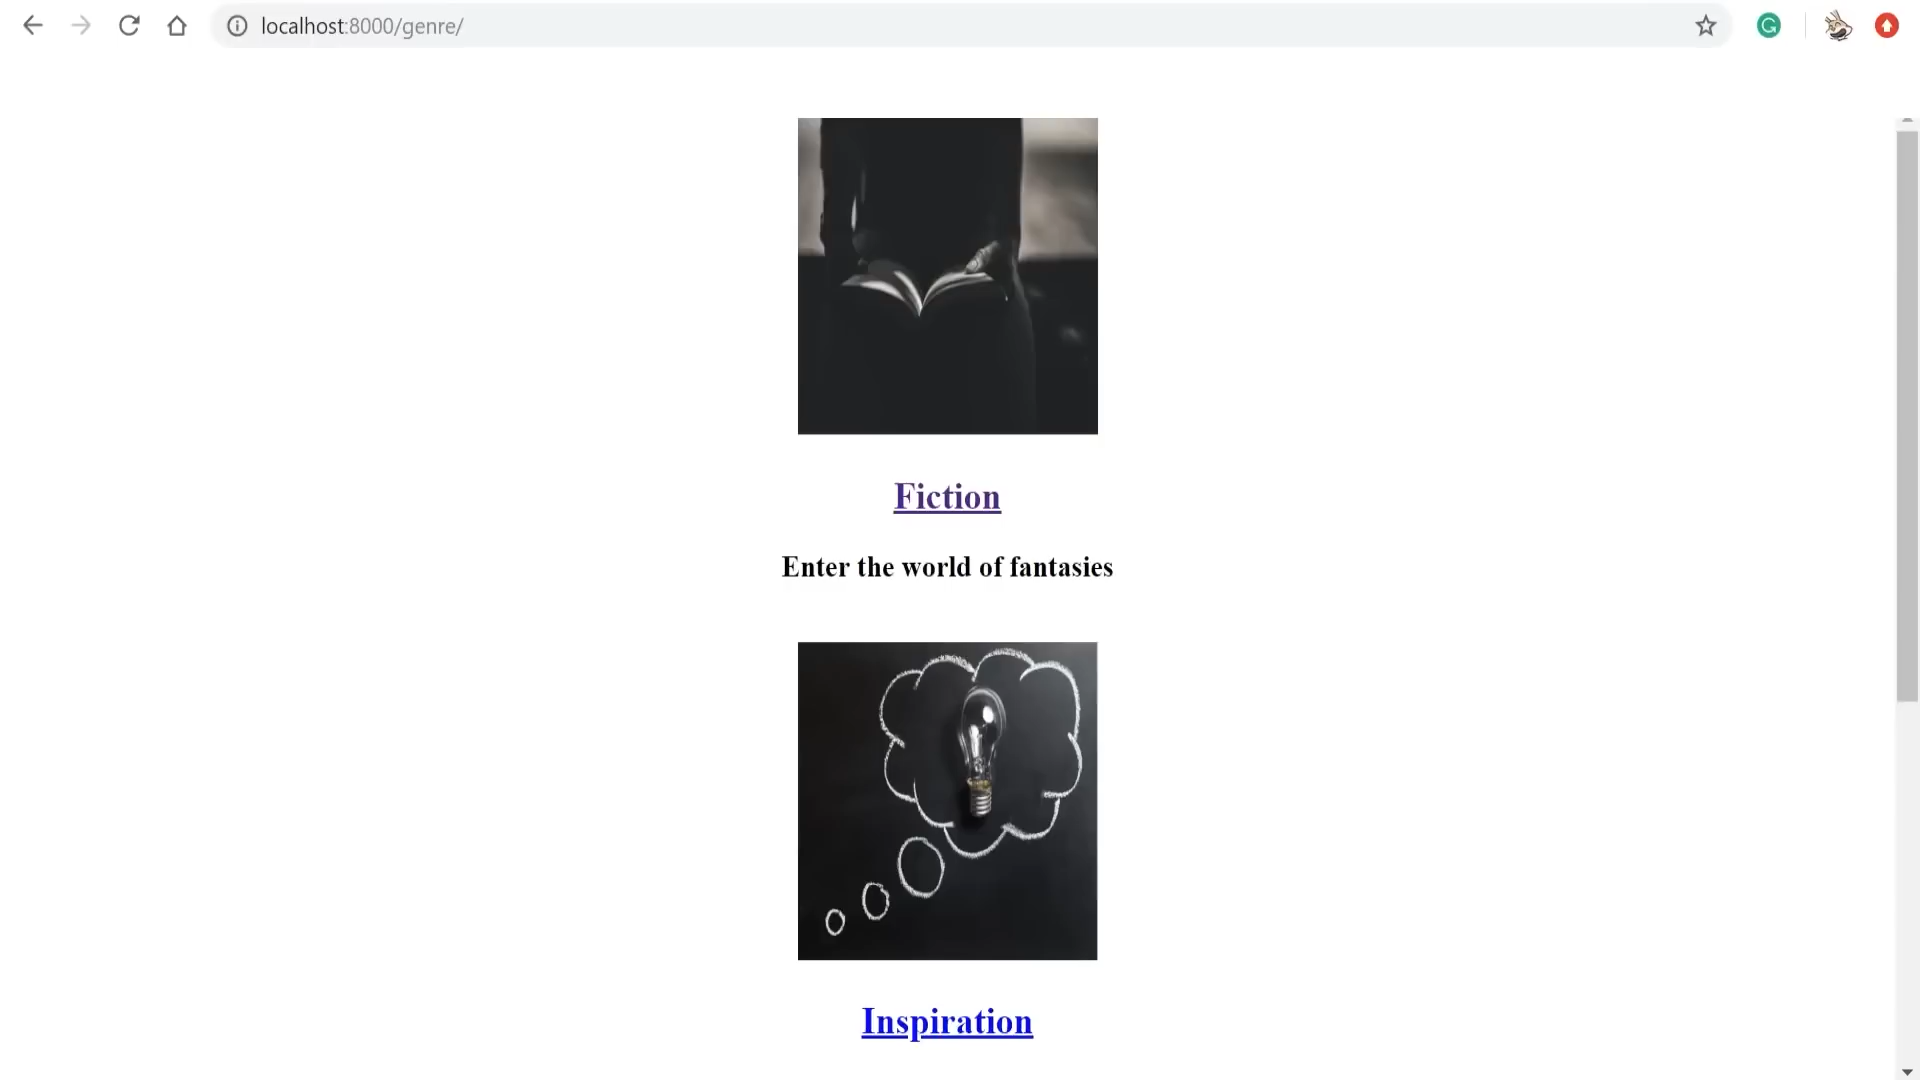 localhost:8000/genre/
Fiction
Enter the world of fantasies
Inspiration